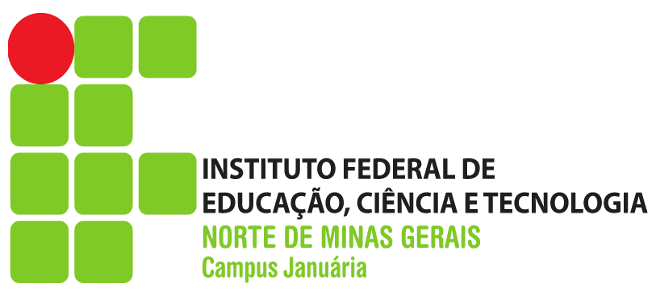 INSTITUTO FEDERAL DE
EDUCAÇÃO, CIÊNCIA E TECNOLOGIA
NORTE DE MINAS GERAIS
Campus Januária